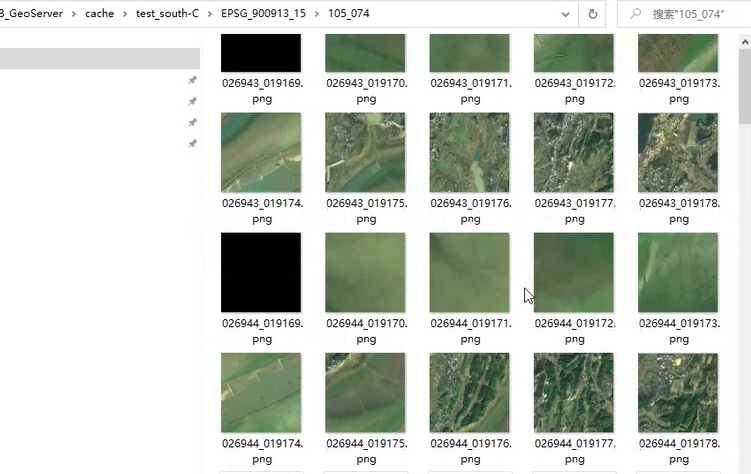 B_GeoServer > cache > test_south-C > EPSG_900913_15 > 105_074
搜索"105_074"
026943_019169.png
026943_019170.png
026943_019171.png
026943_019172.png
026943_019173.png
026943_019174.png
026943_019175.png
026943_019176.png
026943_019177.png
026943_019178.png
026944_019169.png
026944_019170.png
026944_019171.png
026944_019172.png
026944_019173.png
026944_019174.png
026944_019175.png
026944_019176.png
026944_019177.png
026944_019178.png